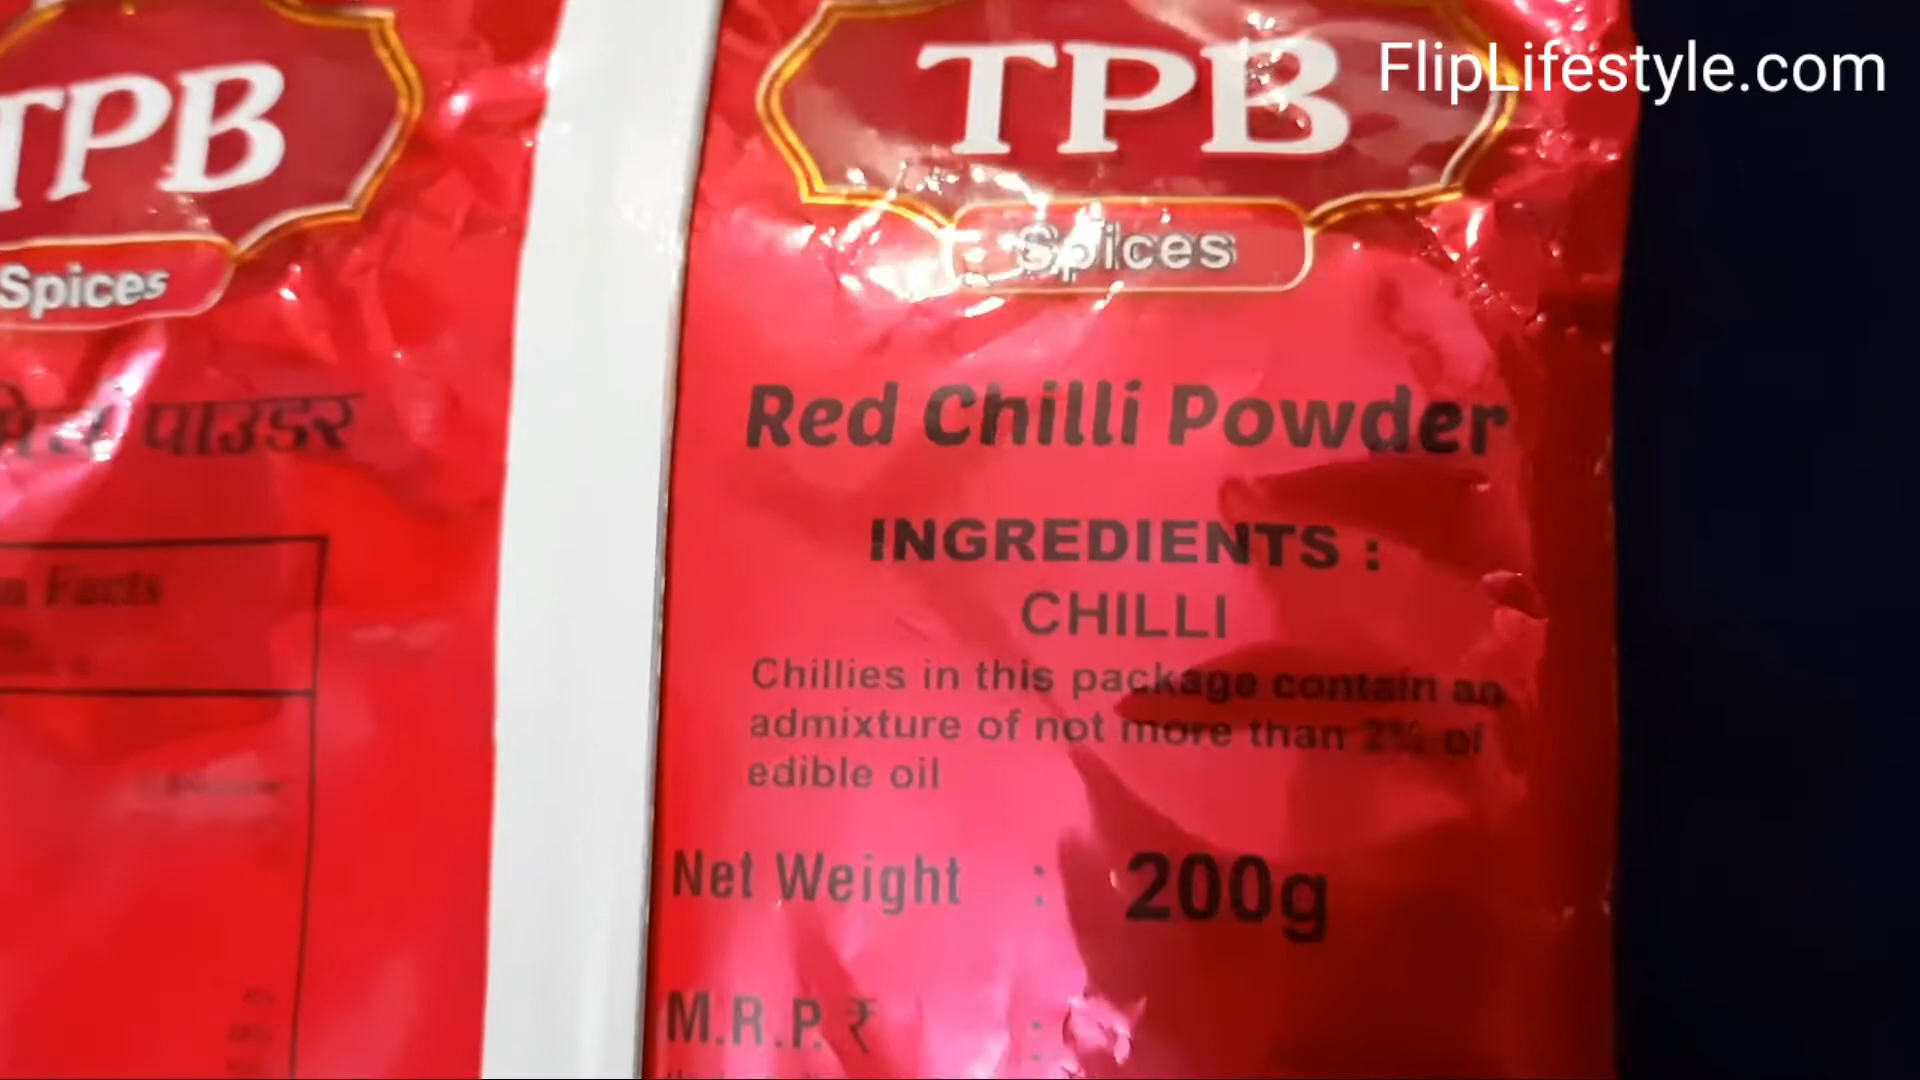 FlipLifestyle.com
TPB
Spices
पाउडर
Facts
TPB
Spices
Red Chilli Powder
INGREDIENTS :
CHILLI
Chillies in this package contain an
admixture of not more than 2% of
edible oil
Net Weight : 200g
M.R.P. ₹ :